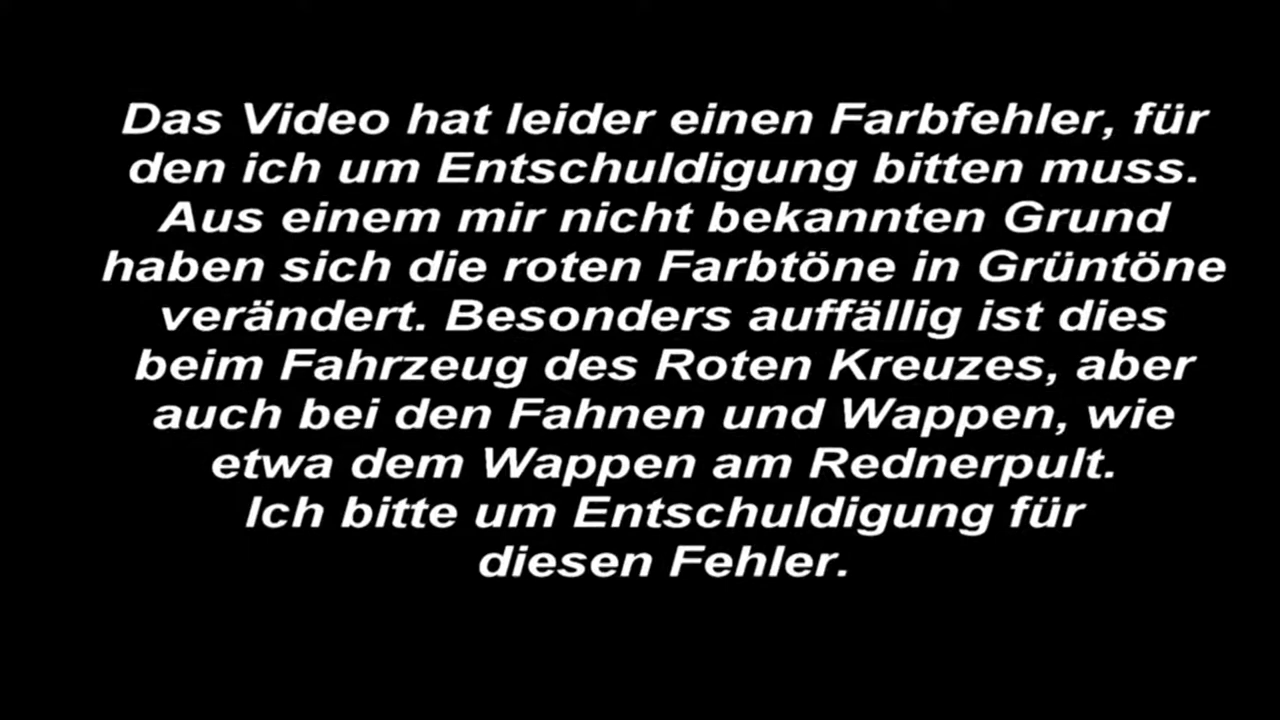 Das Video hat leider einen Farbfehler, für
den ich um Entschuldigung bitten muss.
Aus einem mir nicht bekannten Grund
haben sich die roten Farbtöne in Grüntöne
verändert. Besonders auffällig ist dies
beim Fahrzeug des Roten Kreuzes, aber
auch bei den Fahnen und Wappen, wie
etwa dem Wappen am Rednerpult.
Ich bitte um Entschuldigung für
diesen Fehler.